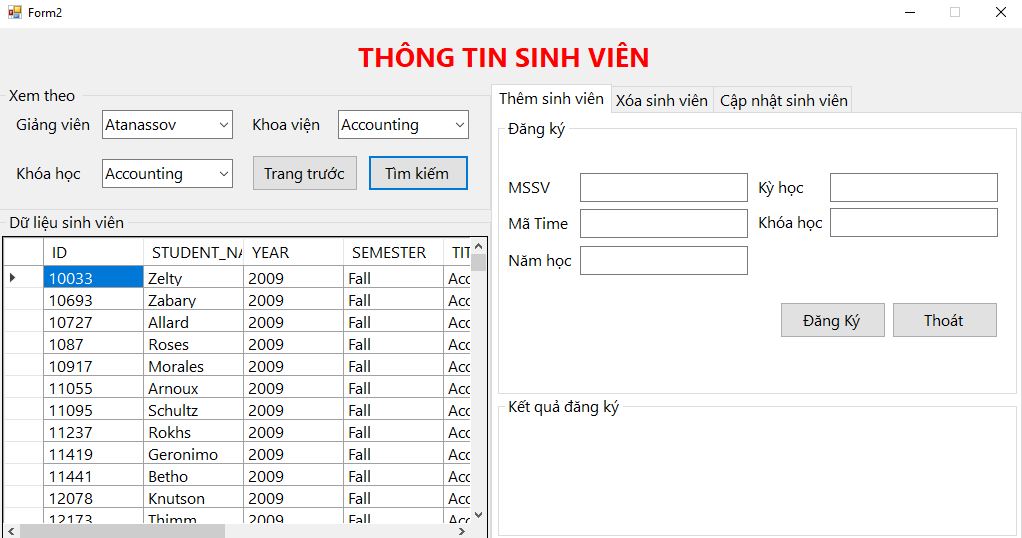 Form2
THÔNG TIN SINH VIÊN
Xem theo
Giảng viên Atanassov Khoa viện Accounting
Khóa học Accounting Trang trước Tìm kiếm
Dữ liệu sinh viên
ID STUDENT_NA YEAR SEMESTER TIT
10033 Zelty 2009 Fall Acc
10693 Zabary 2009 Fall Acc
10727 Allard 2009 Fall Acc
1087 Roses 2009 Fall Acc
10917 Morales 2009 Fall Acc
11055 Arnoux 2009 Fall Acc
11095 Schultz 2009 Fall Acc
11237 Rokhs 2009 Fall Acc
11419 Geronimo 2009 Fall Acc
11441 Betho 2009 Fall Acc
12078 Knutson 2009 Fall Acc
12173 Thimm 2009 Fall Acc
Thêm sinh viên Xóa sinh viên Cập nhật sinh viên
Đăng ký
MSSV Kỳ học
Mã Time Khóa học
Năm học
Đăng Ký Thoát
Kết quả đăng ký